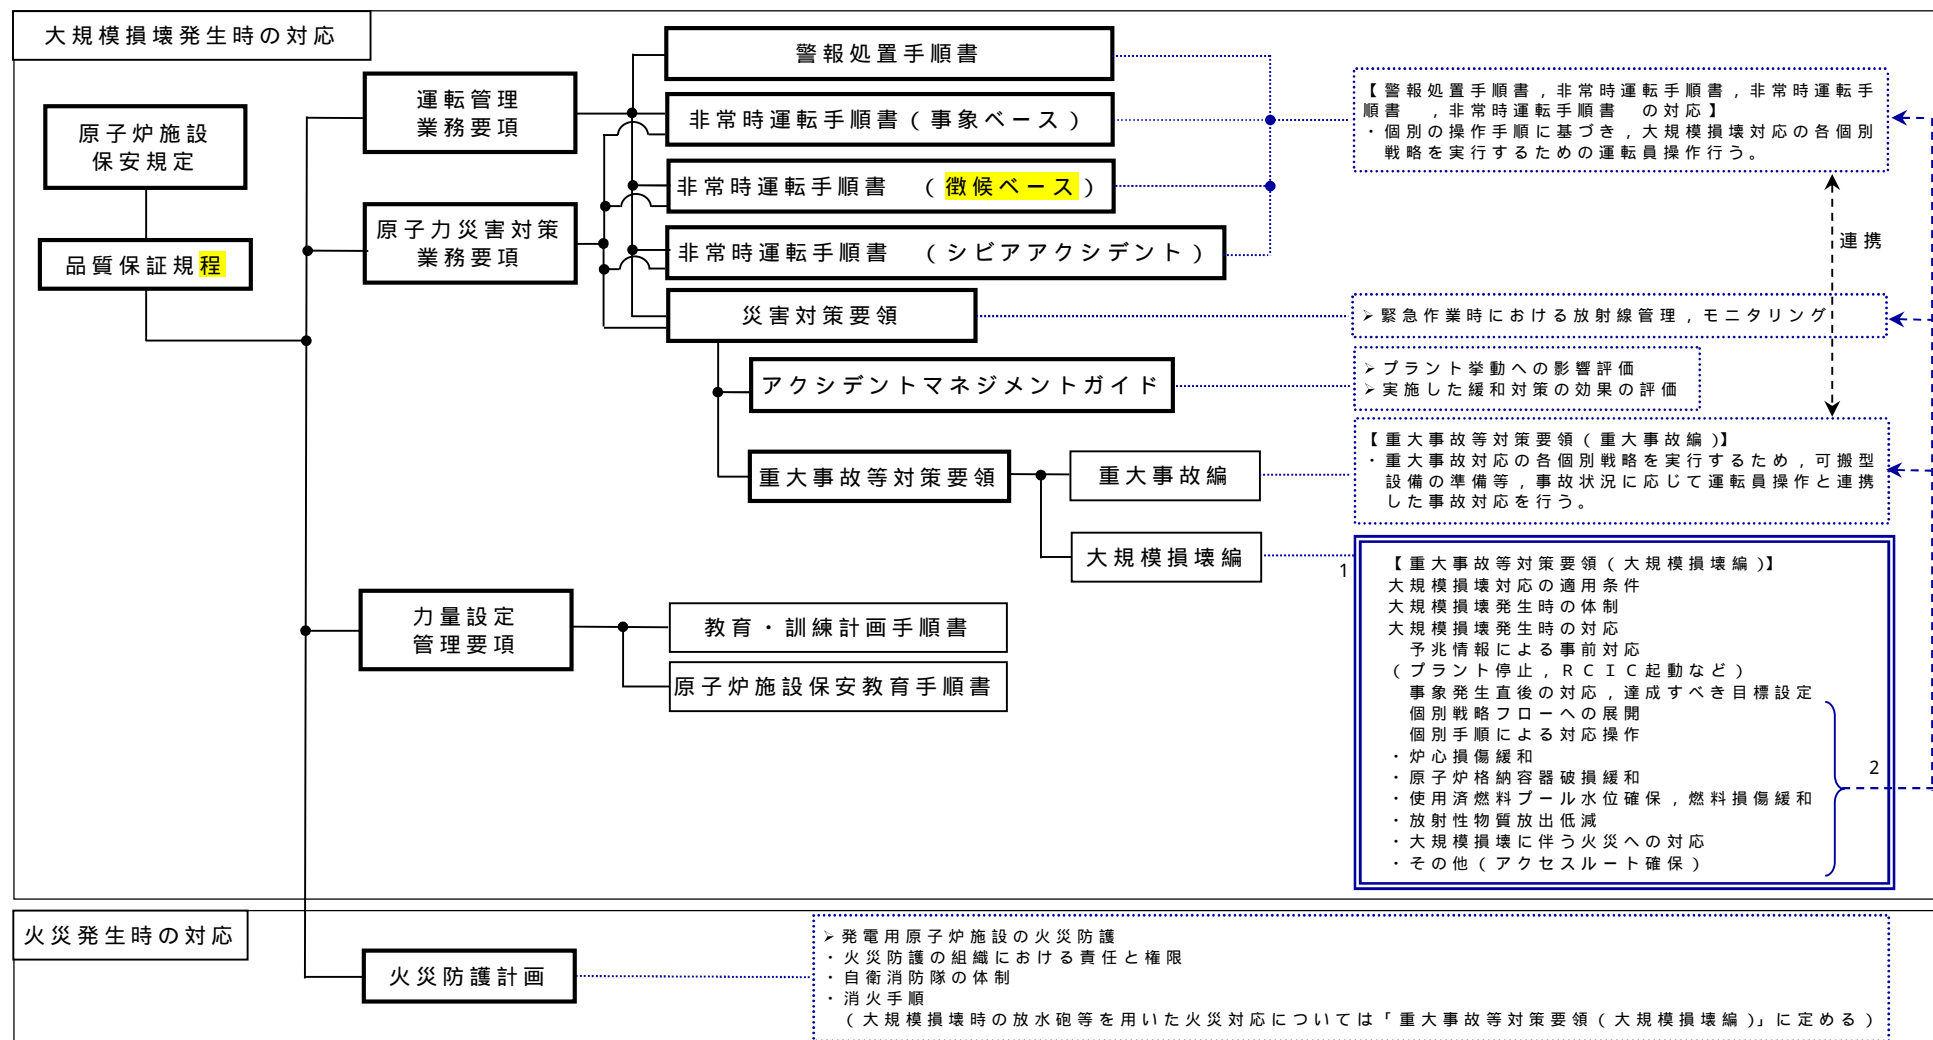 大規模損壊発生時の対応
原子炉施設
保安規定
品質保証規程
運転管理
業務要項
原子力災害対策
業務要項
警報処置手順書
非常時運転手順書(事象ベース)
非常時運転手順書 (徴候ベース)
非常時運転手順書 (シビアアクシデント)
災害対策要領
アクシデントマネジメントガイド
重大事故等対策要領
重大事故編
大規模損壊編
力量設定
管理要項
教育・訓練計画手順書
原子炉施設保安教育手順書
【警報処置手順書,非常時運転手順書,非常時運転手
順書 ,非常時運転手順書 の対応】
・個別の操作手順に基づき,大規模損壊対応の各個別
戦略を実行するための運転員操作行う。
連携
➢緊急作業時における放射線管理,モニタリング
➢プラント挙動への影響評価
➢実施した緩和対策の効果の評価
【重大事故等対策要領(重大事故編)】
・重大事故対応の各個別戦略を実行するため,可搬型
設備の準備等,事故状況に応じて運転員操作と連携
した事故対応を行う。
1
【重大事故等対策要領(大規模損壊編)】
大規模損壊対応の適用条件
大規模損壊発生時の体制
大規模損壊発生時の対応
予兆情報による事前対応
(プラント停止,RCIC起動など)
事象発生直後の対応,達成すべき目標設定
個別戦略フローへの展開
個別手順による対応操作
・炉心損傷緩和
・原子炉格納容器破損緩和
・使用済燃料プール水位確保,燃料損傷緩和
・放射性物質放出低減
・大規模損壊に伴う火災への対応
・その他(アクセスルート確保)
2
火災発生時の対応
火災防護計画
➢発電用原子炉施設の火災防護
・火災防護の組織における責任と権限
・自衛消防隊の体制
・消火手順
(大規模損壊時の放水砲等を用いた火災対応については「重大事故等対策要領(大規模損壊編)」に定める)